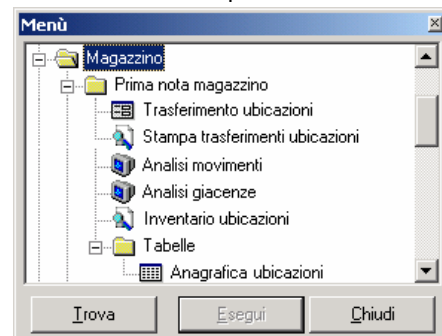 Menù
Magazzino
Prima nota magazzino
Trasferimento ubicazioni
Stampa trasferimenti ubicazioni
Analisi movimenti
Analisi giacenze
Inventario ubicazioni
Tabelle
Anagrafica ubicazioni
Trova Esegui Chiudi